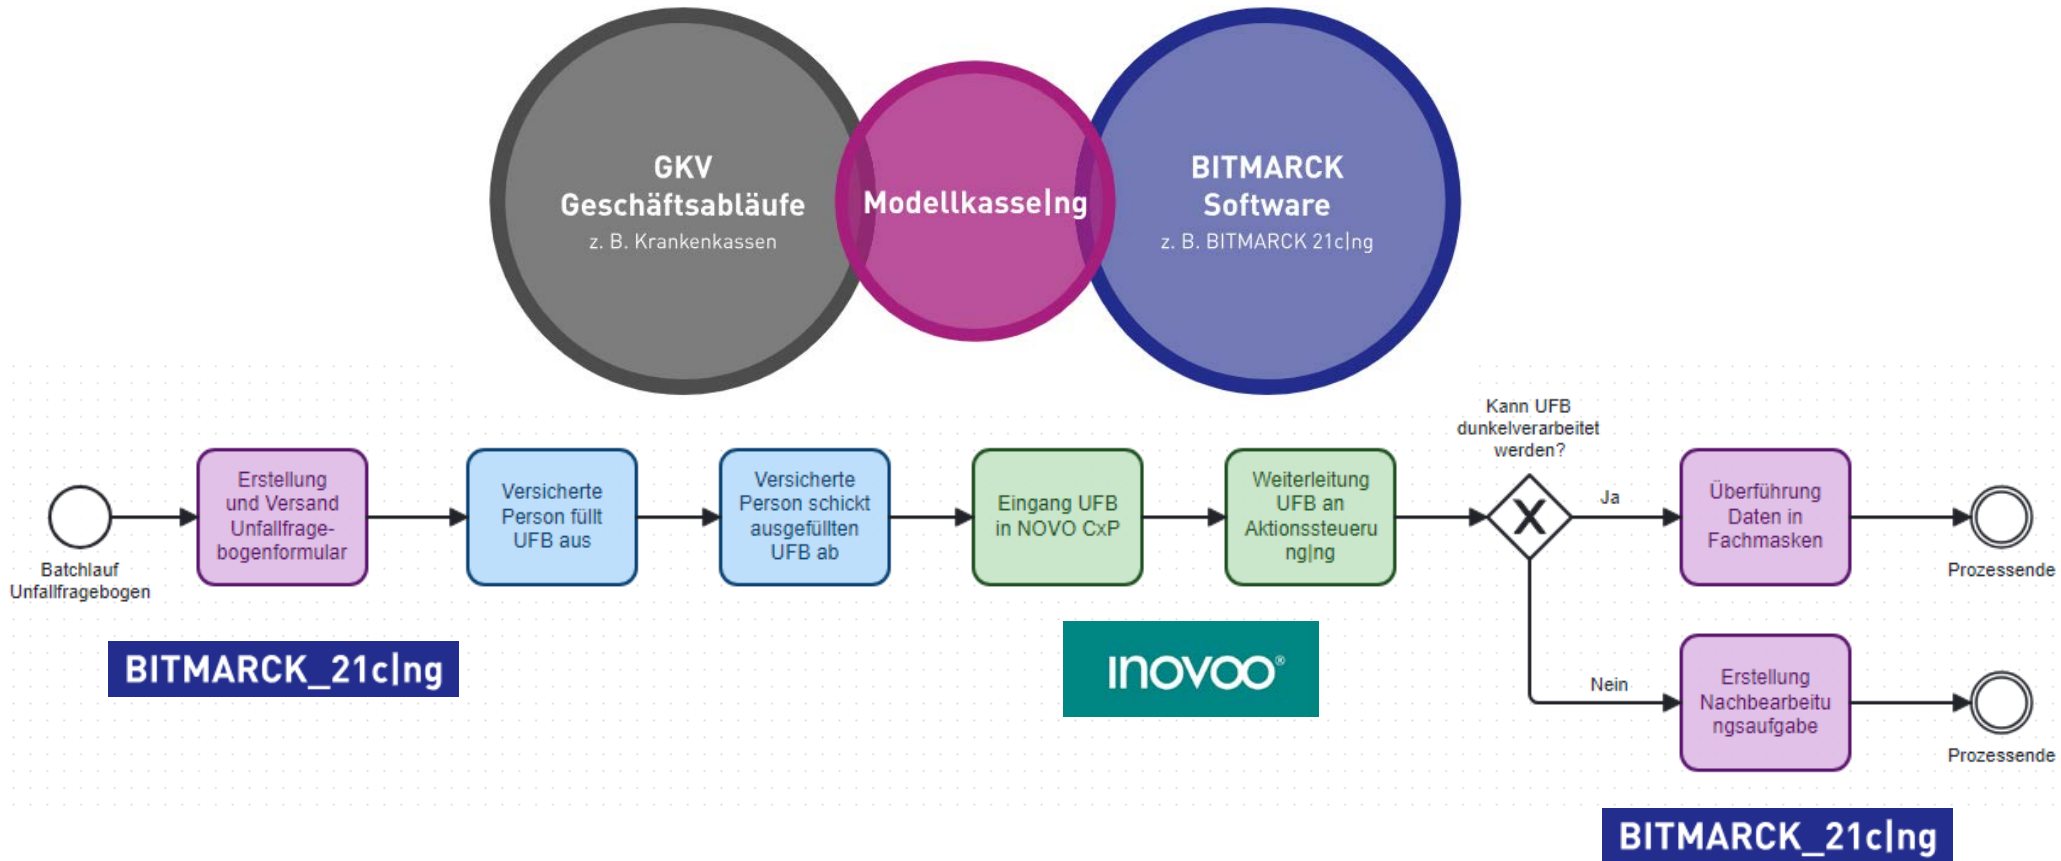 GKV
Geschäftsabläufe
z. B. Krankenkassen
Modellkasse|ng
BITMARCK
Software
z. B. BITMARCK 21c|ng
Batchlauf
Unfallfragebogen
Erstellung
und Versand
Unfallfrage-
bogenformular
Versicherte
Person füllt
UFB aus
Versicherte
Person schickt
ausgefüllten
UFB ab
Eingang UFB
in NOVO CxP
Weiterleitung
UFB an
Aktionssteueru
ng|ng
Kann UFB
dunkelverarbeitet
werden?
X
Ja
Überführung
Daten in
Fachmasken
Prozessende
Nein
Erstellung
Nachbearbeitu
ngsaufgabe
Prozessende
BITMARCK_21c|ng
INOVOO®
BITMARCK_21c|ng